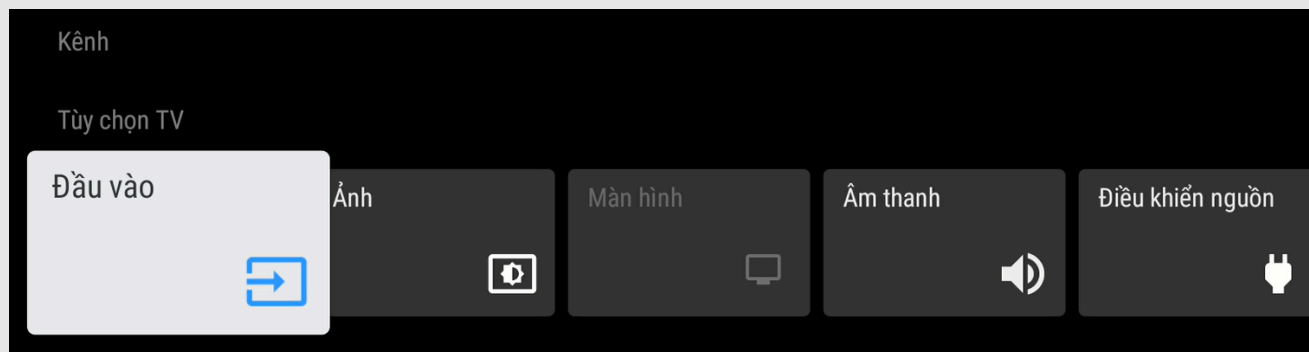 Kênh
Tùy chọn TV
Đầu vào
Ảnh
Màn hình
Âm thanh
Điều khiển nguồn